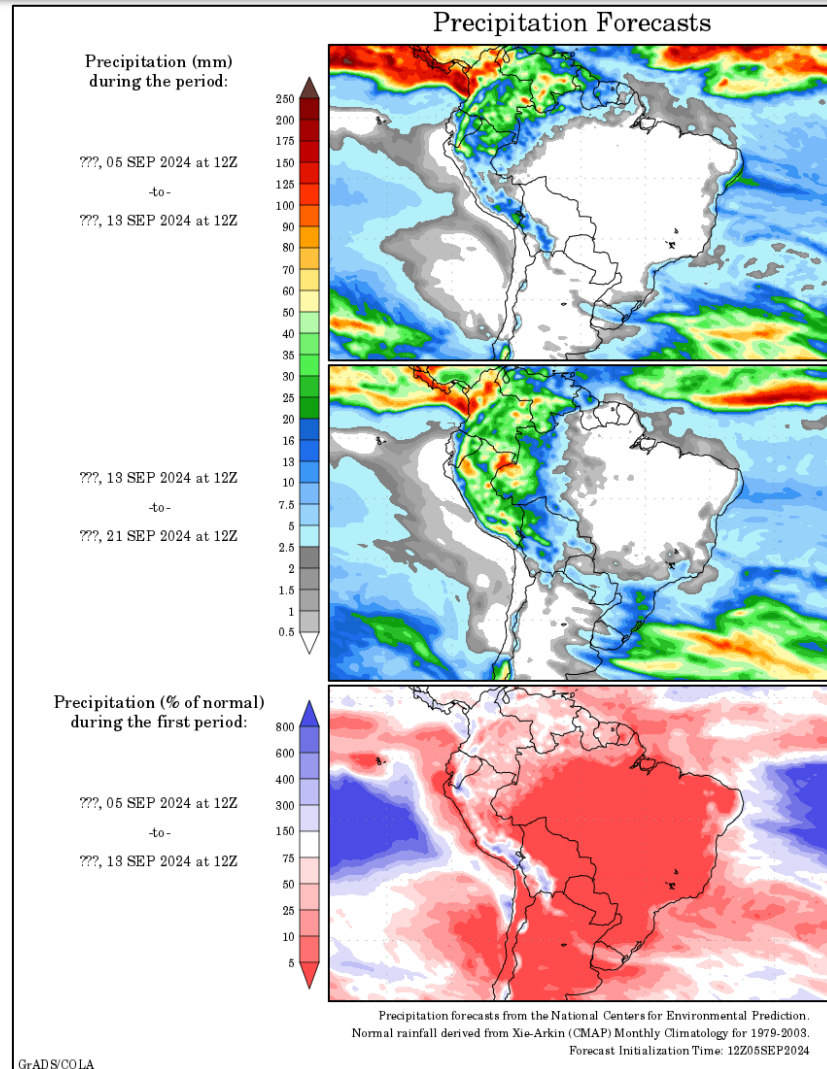 Precipitation Forecasts
Precipitation (mm)
during the period:
???, 05 SEP 2024 at 12Z
-to-
???, 13 SEP 2024 at 12Z
250
200
175
150
125
100
90
80
70
60
50
40
35
30
25
20
16
13
10
7.5
5
2.5
2
1.5
1
0.5
???, 13 SEP 2024 at 12Z
-to-
???, 21 SEP 2024 at 12Z
Precipitation (% of normal)
during the first period:
???, 05 SEP 2024 at 12Z
-to-
???, 13 SEP 2024 at 12Z
800
600
400
300
150
75
50
25
10
5
Precipitation forecasts from the National Centers for Environmental Prediction.
Normal rainfall derived from Xie-Arkin (CMAP) Monthly Climatology for 1979-2003.
Forecast Initialization Time: 12Z05SEP2024
GrADS/COLA